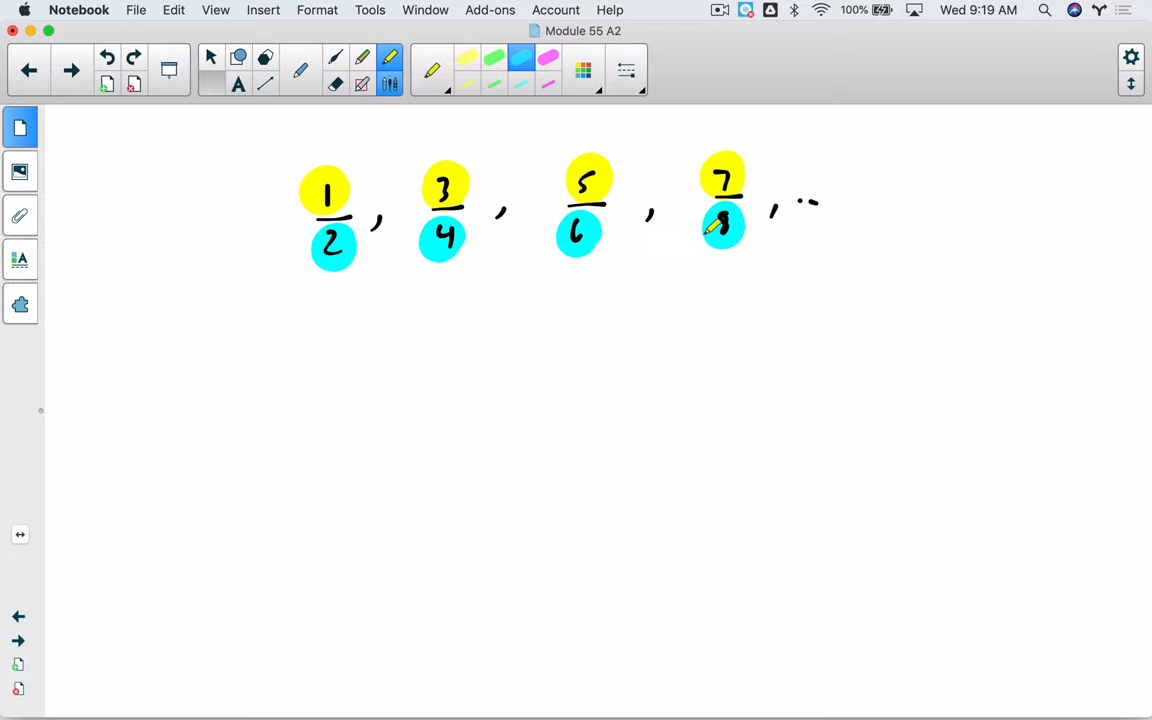 Notebook File Edit View Insert Format Tools Window Add-ons Account Help 100% Wed 9:19 AM
Module 55 A2
1/2, 3/4, 5/6, 7/8, ..